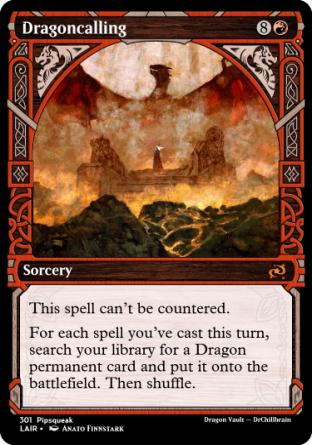 Dragoncalling 8
Sorcery
This spell can't be countered.
For each spell you've cast this turn,
search your library for a Dragon
permanent card and put it onto the
battlefield. Then shuffle.
301 Pipsqueak Dragon Vault — DrChillbrain
LAIR • Anato Finnstark